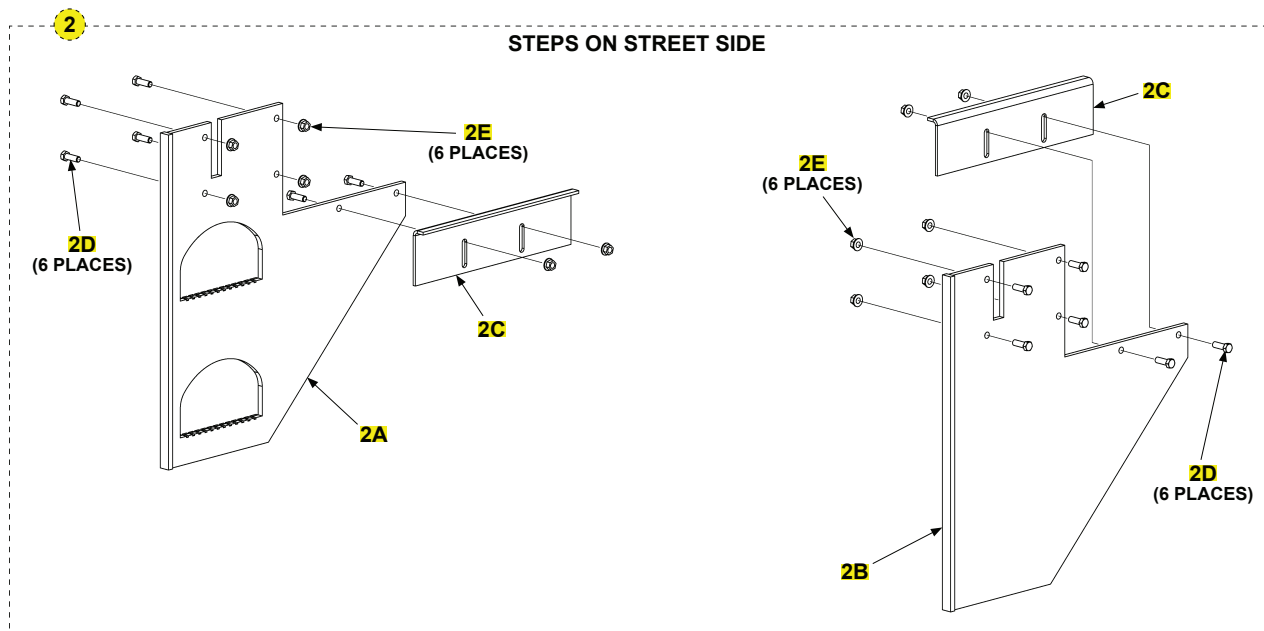 2
STEPS ON STREET SIDE
2C
2E
(6 PLACES)
2E
(6 PLACES)
2D
(6 PLACES)
2C
2A
2D
(6 PLACES)
2B